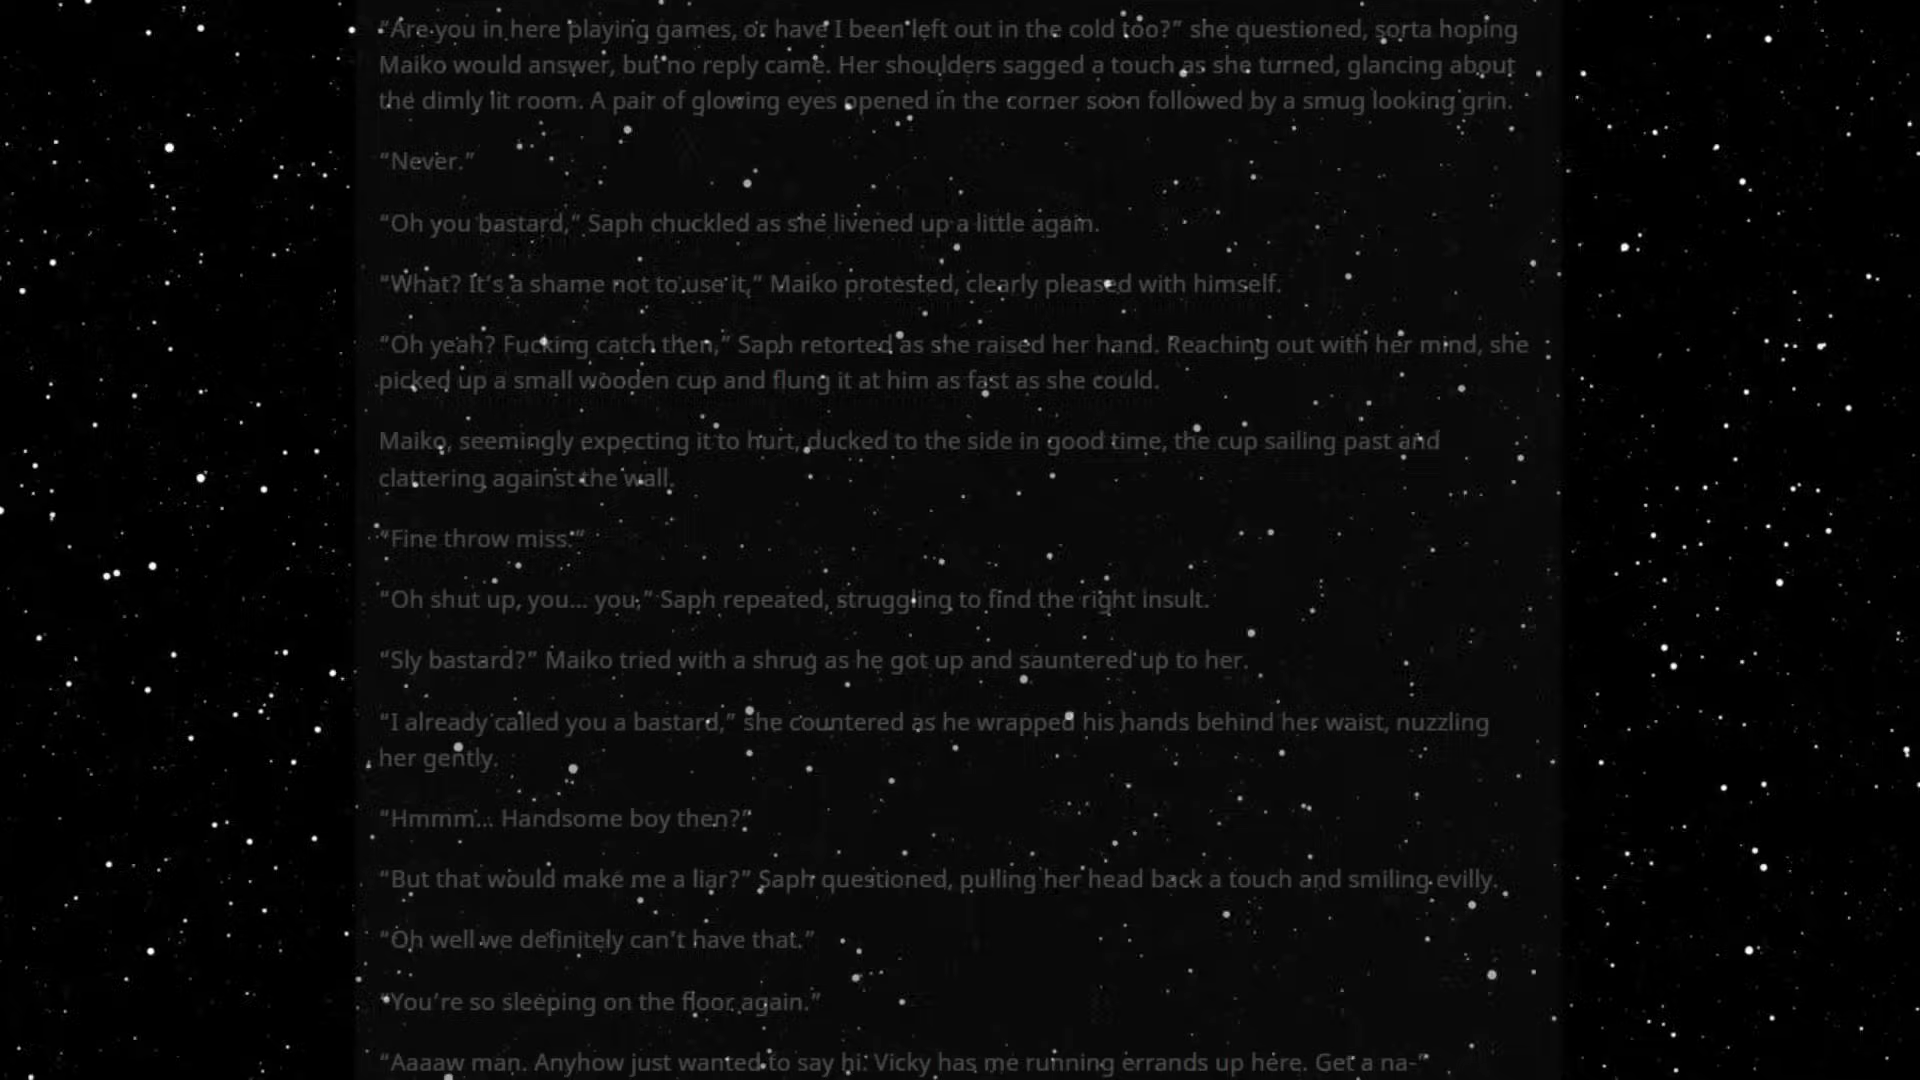 “Are you in here playing games, or have I been left out in the cold too?” she questioned, sorta hoping
Maiko would answer, but no reply came. Her shoulders sagged a touch as she turned, glancing about
the dimly lit room. A pair of glowing eyes opened in the corner soon followed by a smug looking grin.
“Never.”
“Oh you bastard,” Saph chuckled as she livened up a little again.
“What? It’s a shame not to use it,” Maiko protested, clearly pleased with himself.
“Oh yeah? Fucking catch then,” Saph retorted as she raised her hand. Reaching out with her mind, she
picked up a small wooden cup and flung it at him as fast as she could.
Maiko, seemingly expecting it to hurt, ducked to the side in good time, the cup sailing past and
clattering against the wall.
“Fine throw miss.”
“Oh shut up, you… you,” Saph repeated, struggling to find the right insult.
“Sly bastard?” Maiko tried with a shrug as he got up and sauntered up to her.
“I already called you a bastard,” she countered as he wrapped his hands behind her waist, nuzzling
her gently.
“Hmmm… Handsome boy then?”
“But that would make me a liar?” Saph questioned, pulling her head back a touch and smiling evilly.
“Oh well we definitely can’t have that.”
“You’re so sleeping on the floor again.”
“Aaaaw man. Anyhow just wanted to say hi. Vicky has me running errands up here. Get a na-”